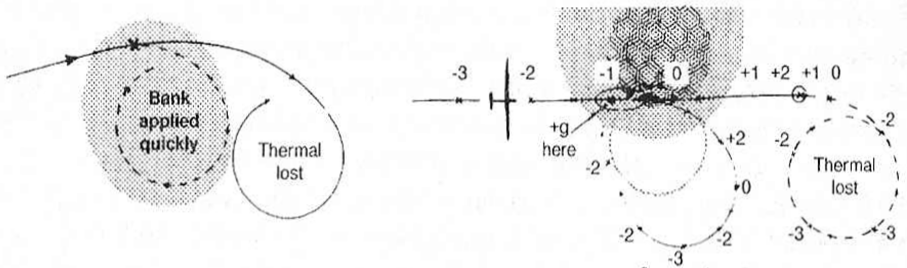 Bank
applied
quickly
Thermal
lost
-3
-2
-1
0
+1
+2
+1
0
+g
here
-2
+2
0
-2
-3
-2
-2
-2
Thermal
lost
-3
-3